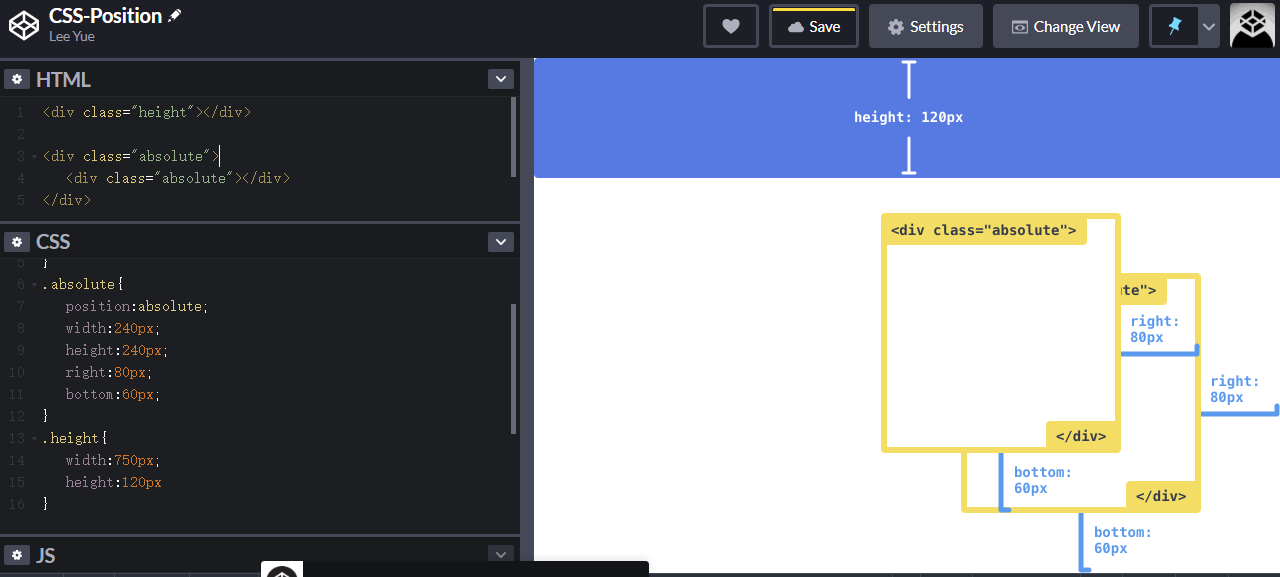 CSS-Position
Lee Yue
Save
Settings
Change View
HTML
1 <div class="height"></div>
2
3 <div class="absolute">
4 <div class="absolute"></div>
5 </div>
CSS
5 }
6 .absolute{
7 position:absolute;
8 width:240px;
9 height:240px;
10 right:80px;
11 bottom:60px;
12 }
13 .height{
14 width:750px;
15 height:120px
16 }
JS
height: 120px
<div class="absolute">
te">
right:
80px
right:
80px
</div>
bottom:
60px
</div>
bottom:
60px